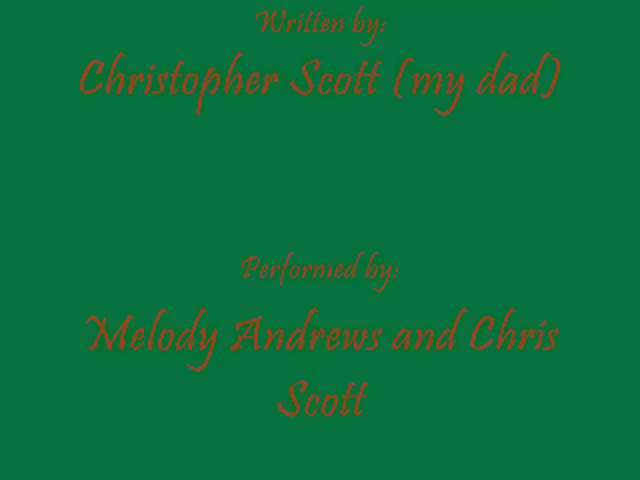 Written by:
Christopher Scott (my dad)
Performed by:
Melody Andrews and Chris
Scott